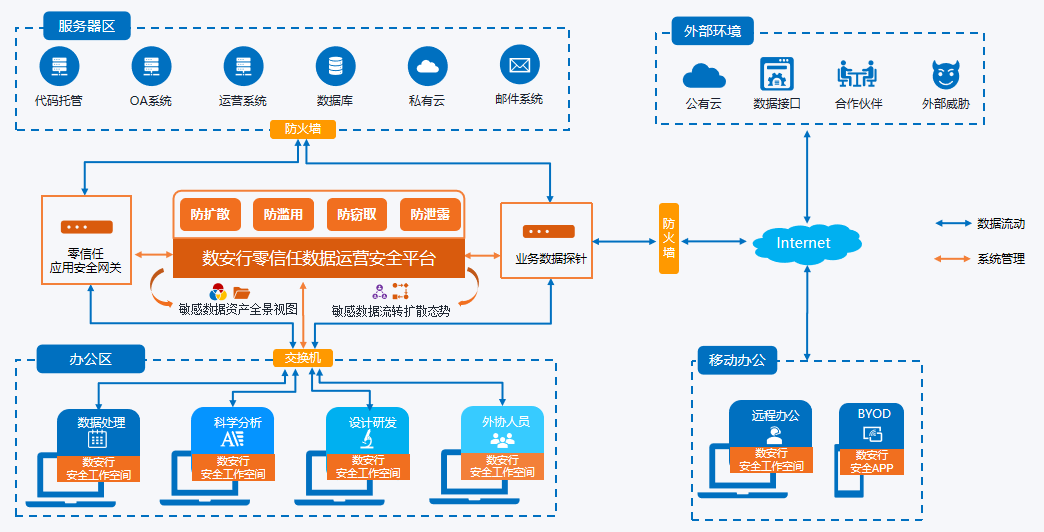 服务器区
代码托管
OA系统
运营系统
数据库
私有云
邮件系统
防火墙
外部环境
公有云
数据接口
合作伙伴
外部威胁
零信任
应用安全网关
防扩散
防滥用
防窃取
防泄露
数安行零信任数据运营安全平台
敏感数据资产全景视图
敏感数据流转扩散态势
业务数据探针
防火墙
Internet
数据流动
系统管理
办公区
交换机
数据处理
数安行
安全工作空间
科学分析
数安行
安全工作空间
设计研发
数安行
安全工作空间
外协人员
数安行
安全工作空间
移动办公
远程办公
数安行
安全工作空间
BYOD
数安行
安全APP